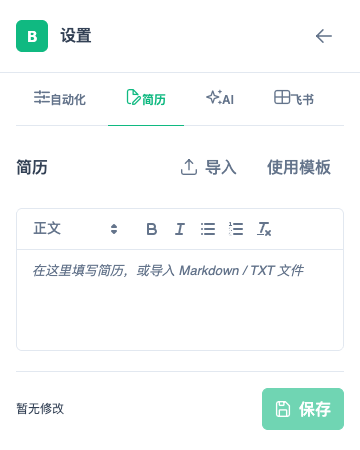 B 设置
自动化 简历 AI 飞书
简历 导入 使用模板
正文 B I
在这里填写简历，或导入 Markdown / TXT 文件
暂无修改 保存